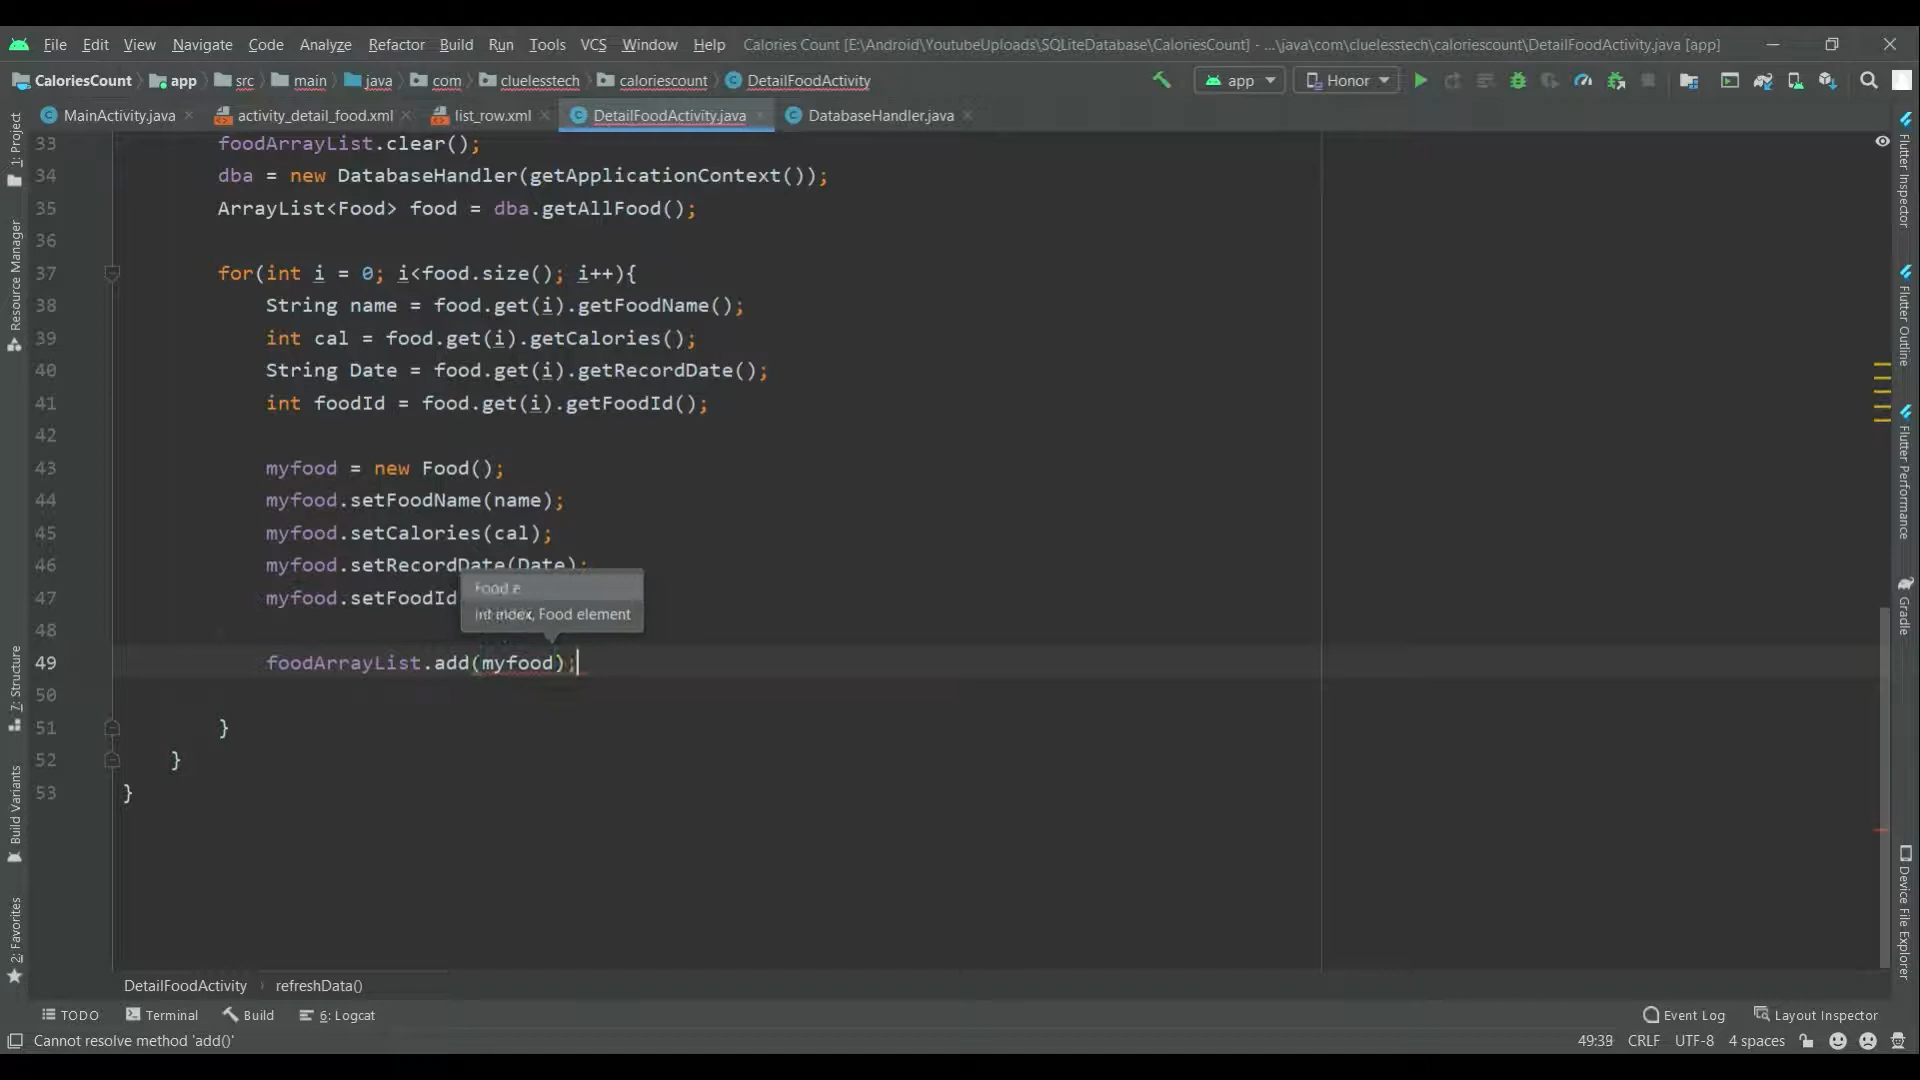 File Edit View Navigate Code Analyze Refactor Build Run Tools VCS Window Help Calories Count [E:\Android\YoutubeUploads\SQLiteDatabase\CaloriesCount] - ...\java\com\cluelesstech\caloriescount\DetailFoodActivity.java [app]
CaloriesCount app src main java com cluelesstech caloriescount DetailFoodActivity app Honor
MainActivity.java activity_detail_food.xml list_row.xml DetailFoodActivity.java DatabaseHandler.java
33 foodArrayList.clear();
34 dba = new DatabaseHandler(getApplicationContext());
35 ArrayList<Food> food = dba.getAllFood();
36
37 for(int i = 0; i<food.size(); i++){
38 String name = food.get(i).getFoodName();
39 int cal = food.get(i).getCalories();
40 String Date = food.get(i).getRecordDate();
41 int foodId = food.get(i).getFoodId();
42
43 myfood = new Food();
44 myfood.setFoodName(name);
45 myfood.setCalories(cal);
46 myfood.setRecordDate(Date);
Food e
47 myfood.setFoodId
int index, Food element
48
49 foodArrayList.add(myfood);
50
51 }
52 }
53 }
1: Project
Resource Manager
7: Structure
Build Variants
2: Favorites
Flutter Inspector
Flutter Outline
Flutter Performance
Gradle
Device File Explorer
DetailFoodActivity refreshData()
TODO Terminal Build 6: Logcat Event Log Layout Inspector
Cannot resolve method 'add()' 49:39 CRLF UTF-8 4 spaces